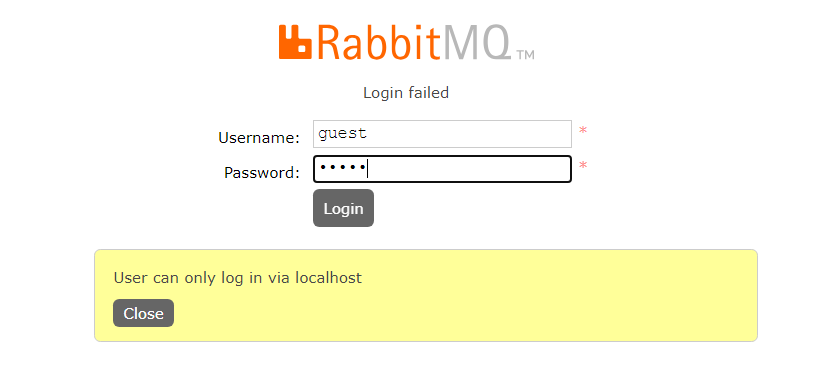 RabbitMQ™
Login failed
Username: guest *
Password: ••••• *
Login
User can only log in via localhost
Close